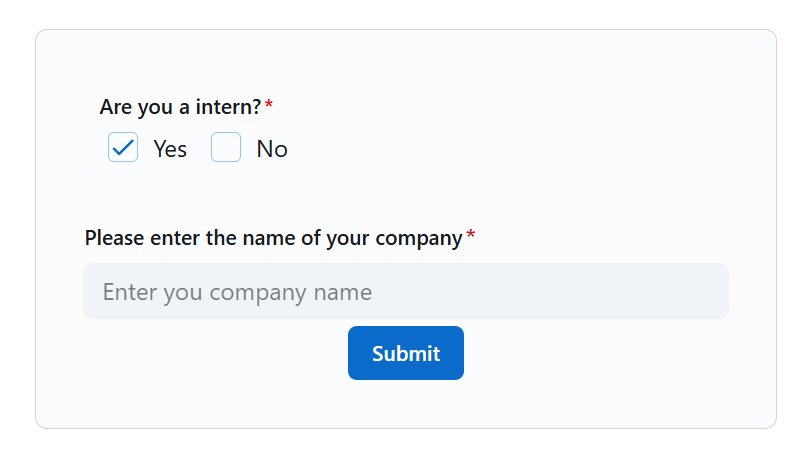 Are you a intern?*
Yes No
Please enter the name of your company*
Enter you company name
Submit